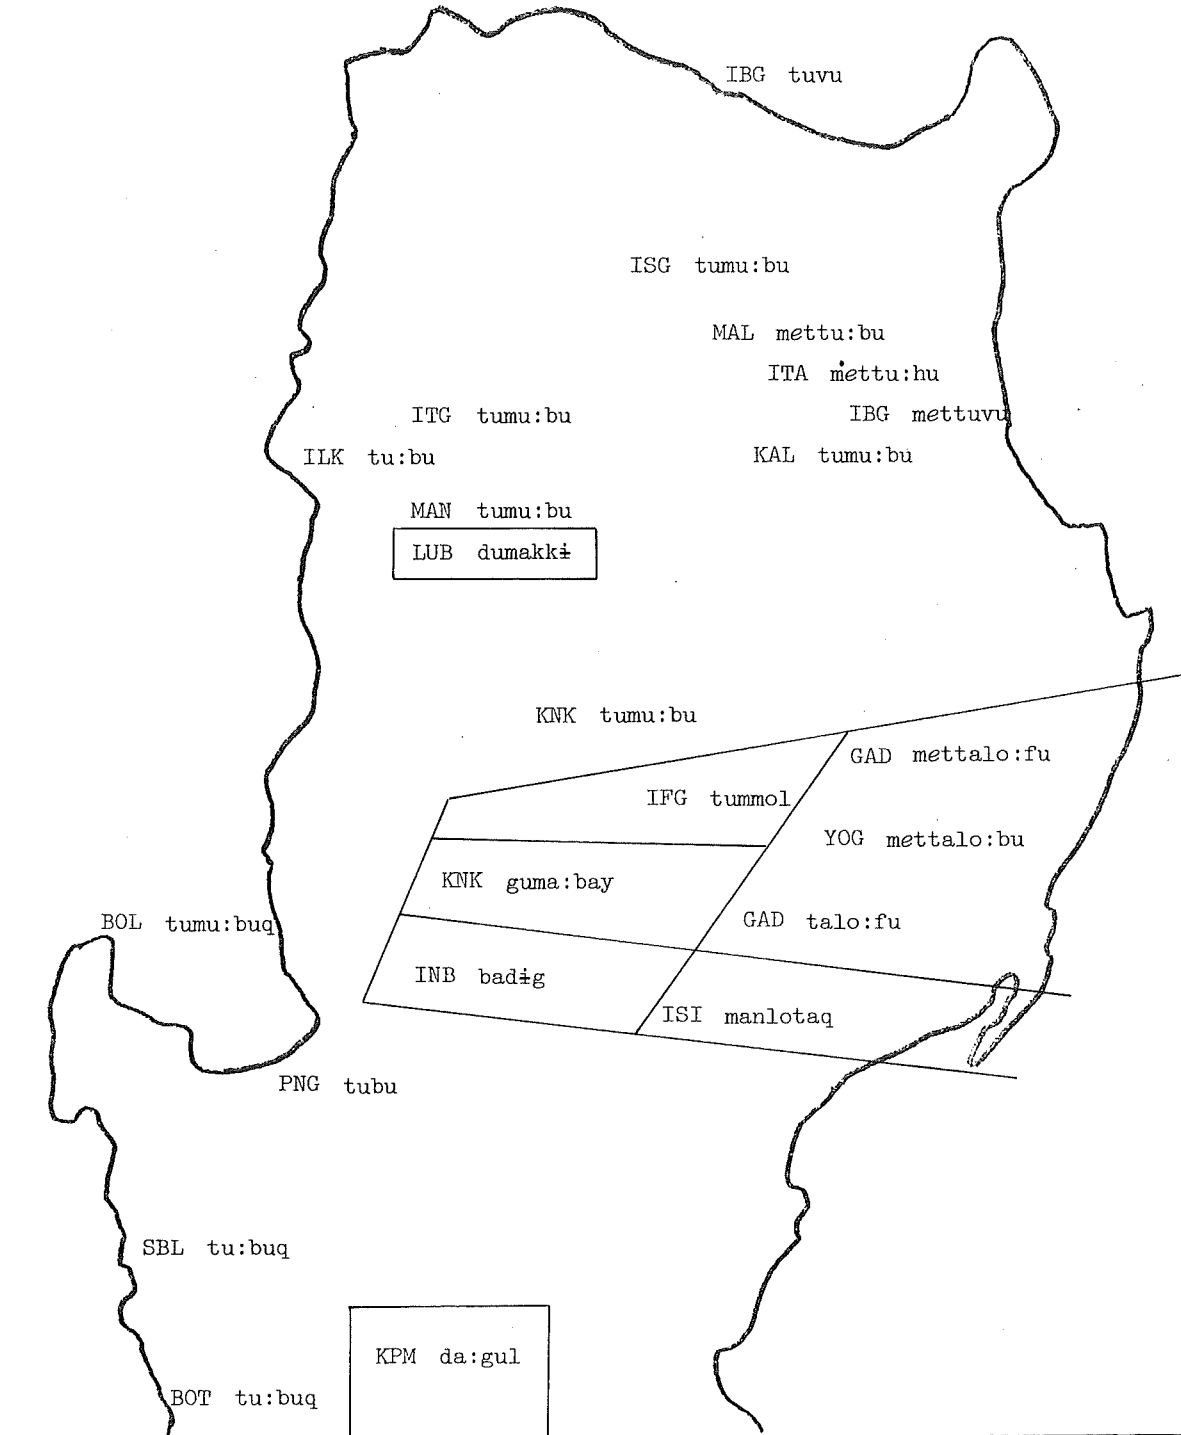 IBG tuvu
ISG tumu:bu
MAL mettu:bu
ITA mettu:hu
ITG tumu:bu
IBG mettuvu
ILK tu:bu
KAL tumu:bu
MAN tumu:bu
LUB dumakkɨ
KNK tumu:bu
GAD mettalo:fu
IFG tummol
YOG mettalo:bu
KNK guma:bay
BOL tumu:buq
GAD talo:fu
INB badɨg
ISI manlotaq
PNG tubu
SBL tu:buq
KPM da:gul
BOT tu:buq